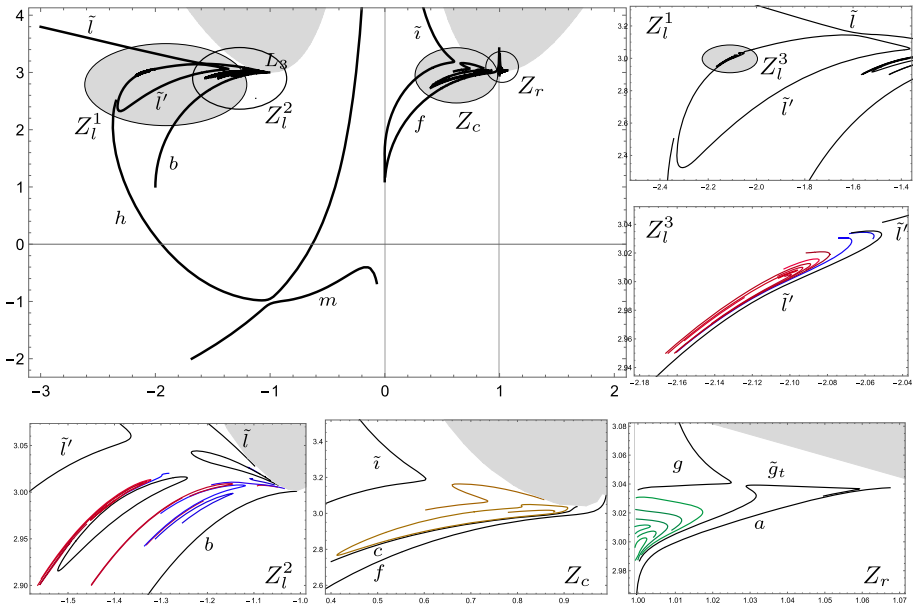 4
3
2
1
0
−1
−2
−3
−2
−1
0
1
2
l̃
l̃′
L₃
Z_l^1
Z_l^2
b
h
m
ĩ
f
Z_c
Z_r
Z_l^1
l̃
Z_l^3
l̃′
3.2
3.0
2.8
2.6
2.4
−2.4
−2.2
−2.0
−1.8
−1.6
−1.4
Z_l^3
l̃′
l̃′
3.04
3.02
3.00
2.98
2.96
2.94
−2.18
−2.16
−2.14
−2.12
−2.10
−2.08
−2.06
−2.04
l̃′
l̃
b
Z_l^2
3.05
3.00
2.95
2.90
−1.5
−1.4
−1.3
−1.2
−1.1
−1.0
ĩ
c
f
Z_c
3.4
3.2
3.0
2.8
2.6
0.4
0.5
0.6
0.7
0.8
0.9
g
g̃_t
a
Z_r
3.08
3.06
3.04
3.02
3.00
2.98
1.00
1.01
1.02
1.03
1.04
1.05
1.06
1.07